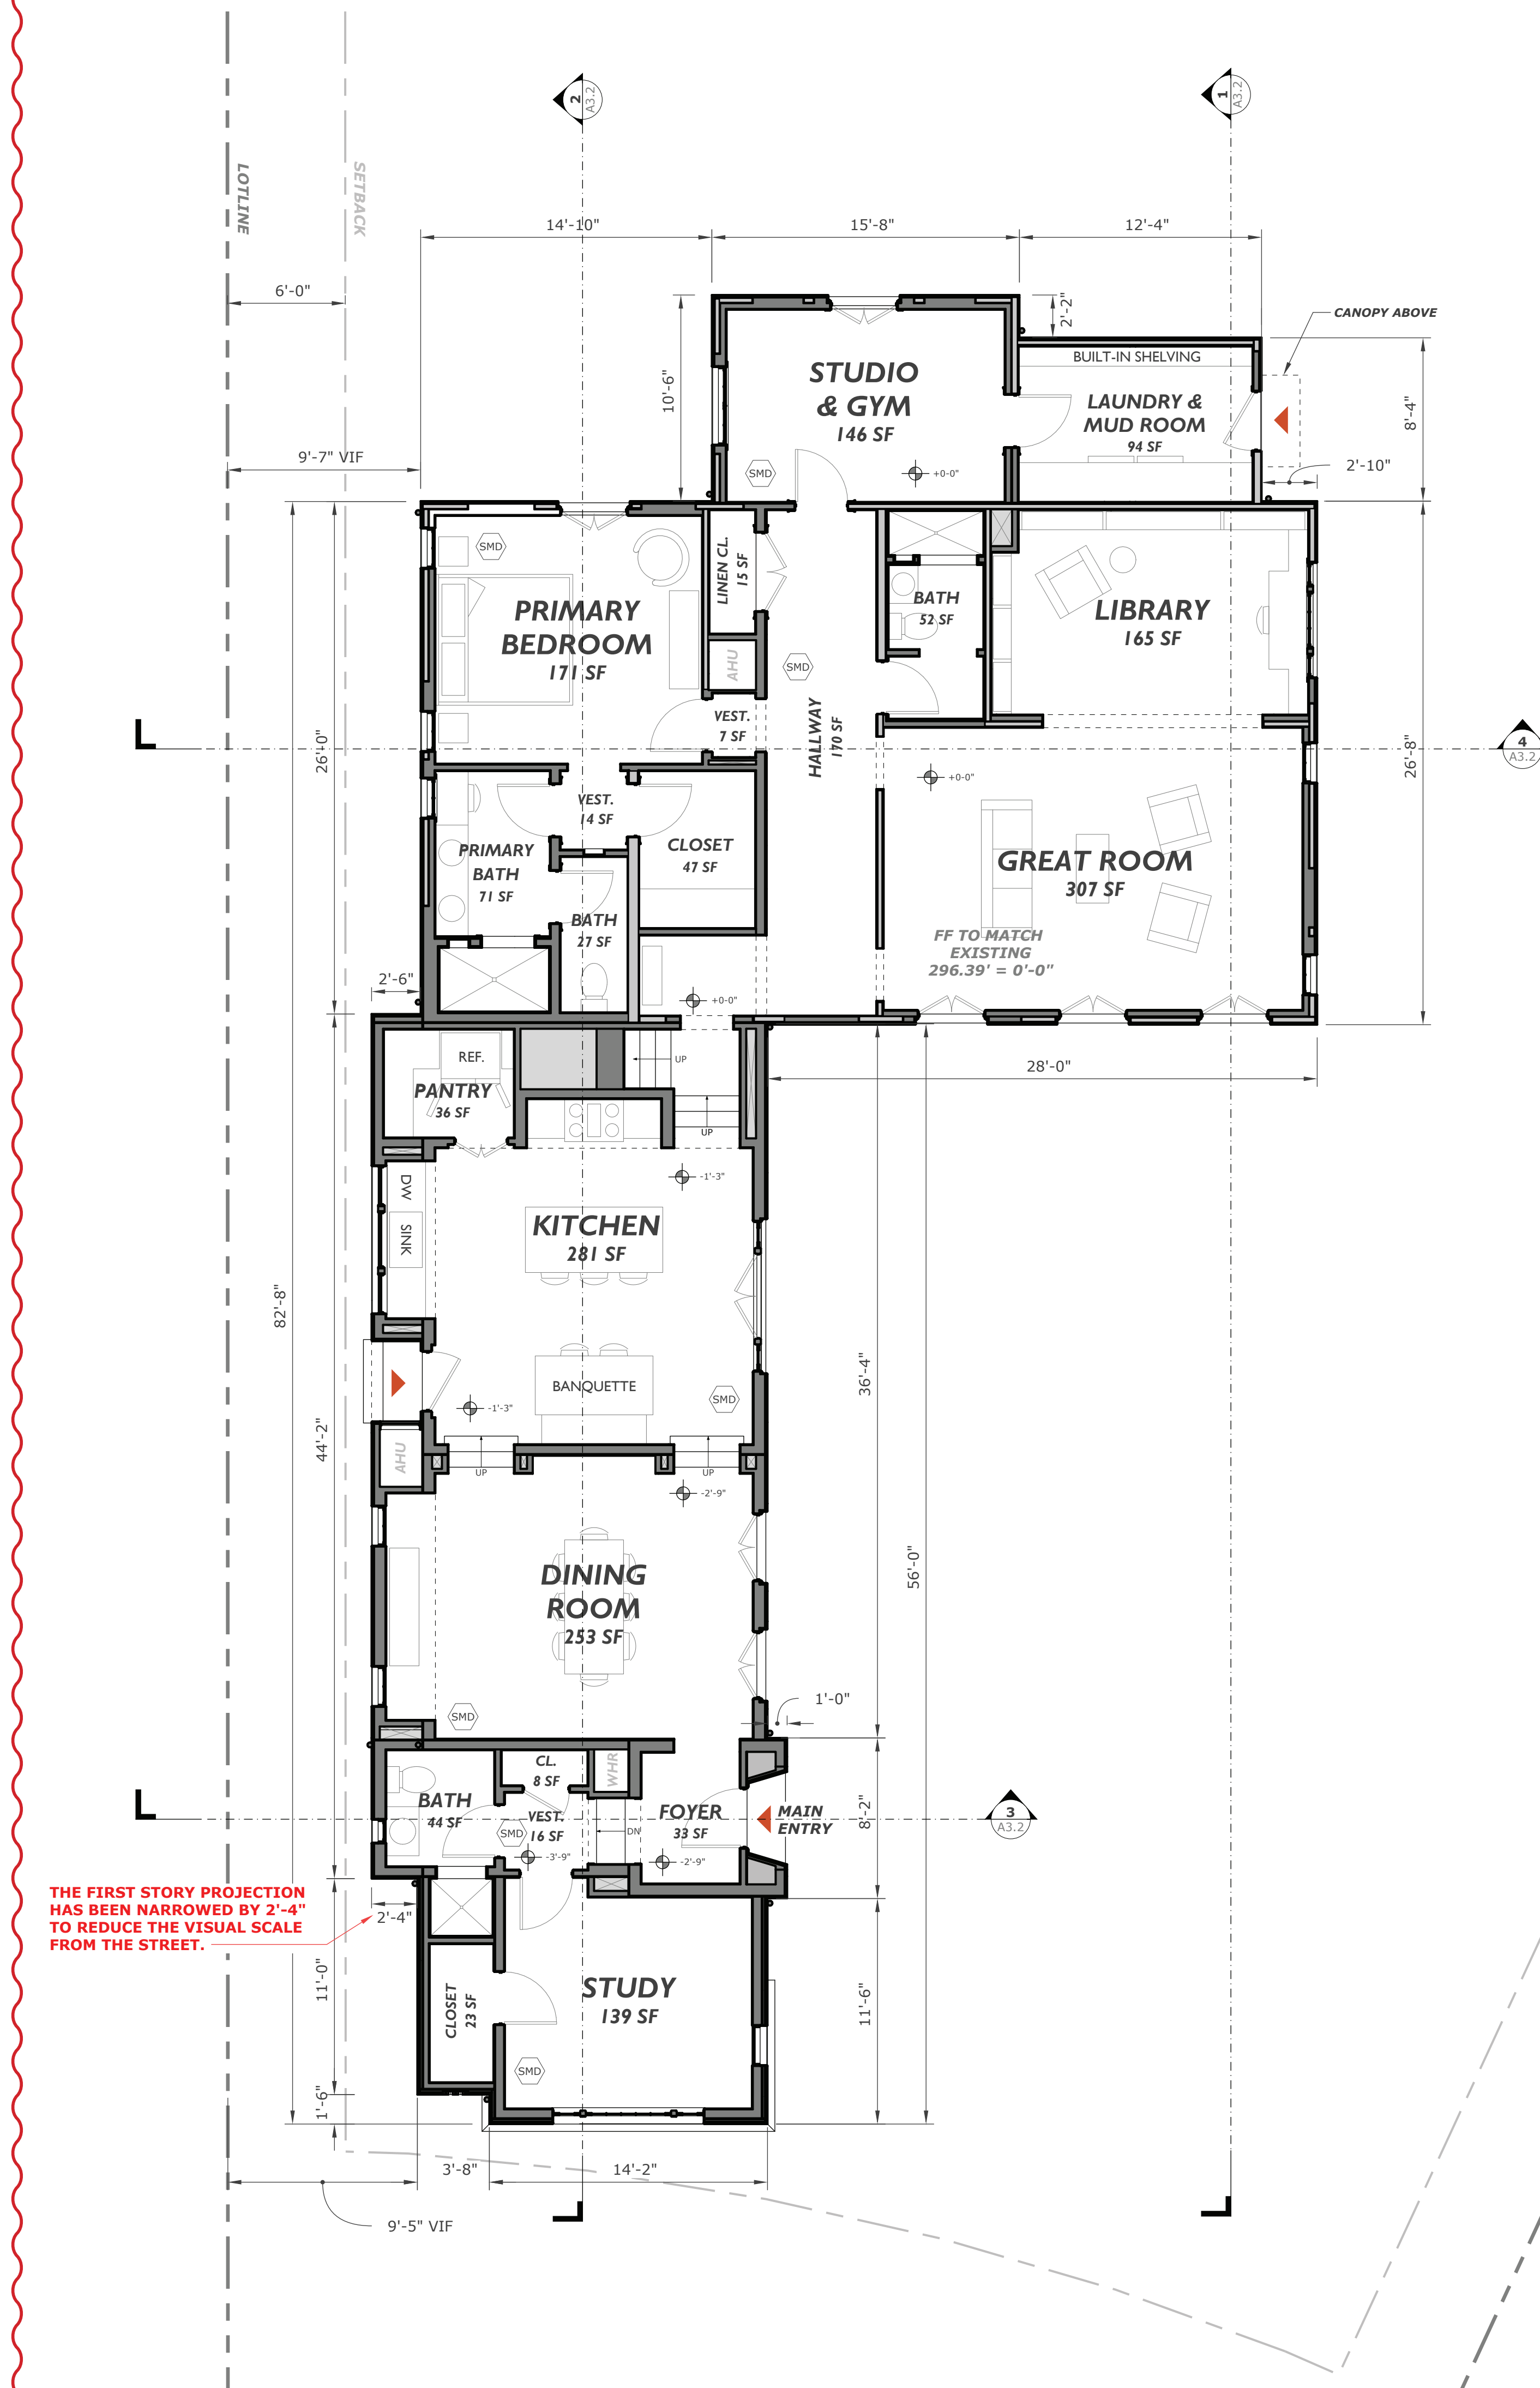 2
A3.2
1
A3.2
LOTLINE
SETBACK
14'-10"
15'-8"
12'-4"
6'-0"
2'-2"
CANOPY ABOVE
10'-6"
STUDIO
& GYM
146 SF
BUILT-IN SHELVING
LAUNDRY &
MUD ROOM
94 SF
8'-4"
9'-7" VIF
SMD
+0-0"
2'-10"
SMD
PRIMARY
BEDROOM
171 SF
LINEN CL.
15 SF
AHU
BATH
52 SF
LIBRARY
165 SF
SMD
VEST.
7 SF
HALLWAY
170 SF
26'-0"
26'-8"
4
A3.2
+0-0"
VEST.
14 SF
PRIMARY
BATH
71 SF
CLOSET
47 SF
GREAT ROOM
307 SF
BATH
27 SF
FF TO MATCH
EXISTING
296.39' = 0'-0"
2'-6"
+0-0"
REF.
PANTRY
36 SF
UP
28'-0"
UP
DW
SINK
-1'-3"
KITCHEN
281 SF
82'-8"
36'-4"
BANQUETTE
SMD
-1'-3"
44'-2"
AHU
UP
UP
-2'-9"
DINING
ROOM
253 SF
56'-0"
SMD
1'-0"
CL.
8 SF
WHR
BATH
44 SF
SMD
VEST.
16 SF
DN
FOYER
33 SF
MAIN
ENTRY
8'-2"
3
A3.2
-3'-9"
-2'-9"
THE FIRST STORY PROJECTION
HAS BEEN NARROWED BY 2'-4"
TO REDUCE THE VISUAL SCALE
FROM THE STREET.
2'-4"
11'-0"
CLOSET
23 SF
STUDY
139 SF
11'-6"
SMD
1'-6"
3'-8"
14'-2"
9'-5" VIF